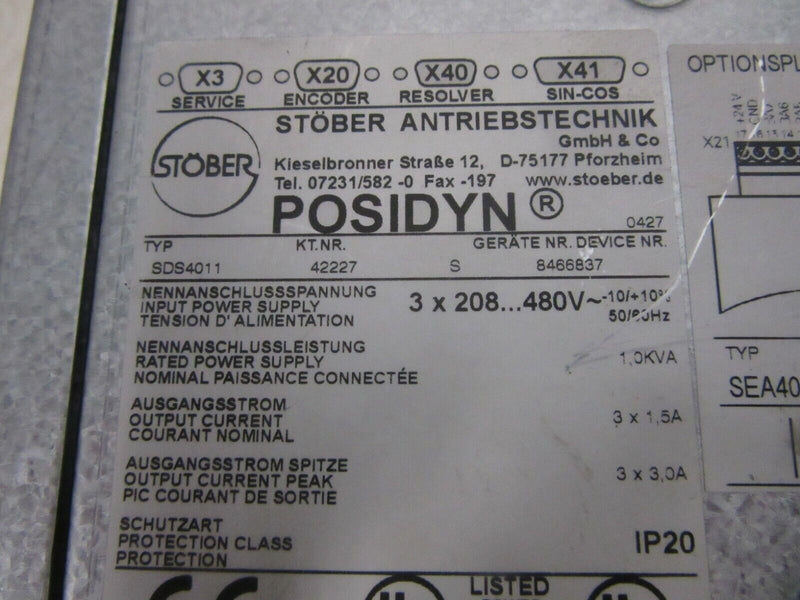 X3 X20 X40 X41
SERVICE ENCODER RESOLVER SIN-COS
STÖBER ANTRIEBSTECHNIK
GmbH & Co
STÖBER
Kieselbronner Straße 12, D-75177 Pforzheim
Tel. 07231/582 -0 Fax -197 www.stoeber.de
POSIDYN ®
0427
TYP KT.NR. GERÄTE NR. DEVICE NR.
SDS4011 42227 S 8466837
NENNANSCHLUSSSPANNUNG
INPUT POWER SUPPLY
TENSION D' ALIMENTATION
3 x 208...480V~ -10/+10%
50/60Hz
NENNANSCHLUSSLEISTUNG
RATED POWER SUPPLY
NOMINAL PAISSANCE CONNECTÉE
1,0KVA
AUSGANGSSTROM
OUTPUT CURRENT
COURANT NOMINAL
3 x 1,5A
AUSGANGSSTROM SPITZE
OUTPUT CURRENT PEAK
PIC COURANT DE SORTIE
3 x 3,0A
SCHUTZART
PROTECTION CLASS
PROTECTION
IP20
CE
LISTED
OPTIONSPL
+24V
GND
X21
TYP
SEA40